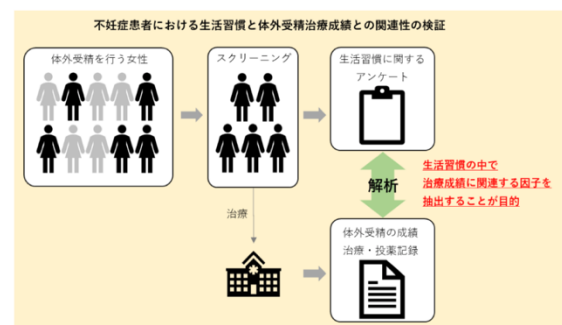 不妊症患者における生活習慣と体外受精治療成績との関連性の検証
体外受精を行う女性
スクリーニング
生活習慣に関する
アンケート
解析
生活習慣の中で
治療成績に関連する因子を
抽出することが目的
治療
体外受精の成績
治療・投薬記録